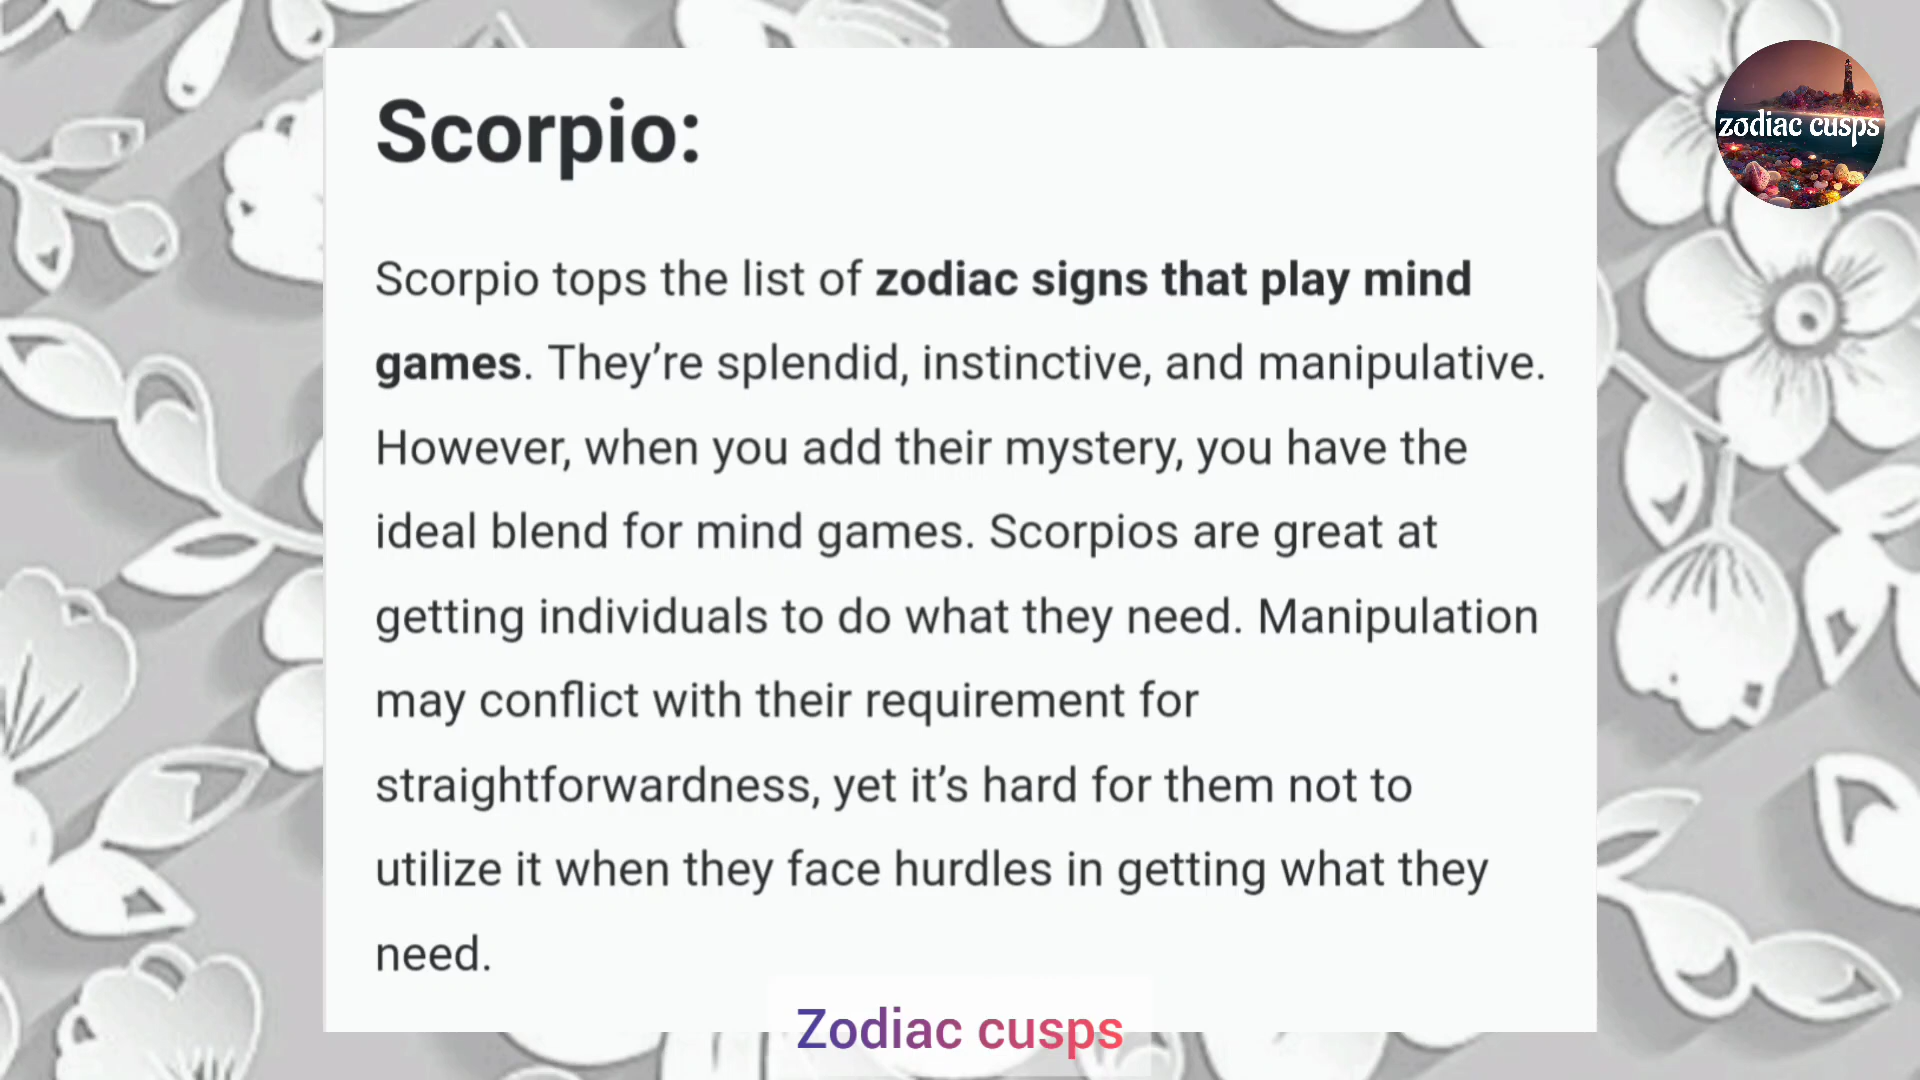 Scorpio:
zodiac cusps
Scorpio tops the list of zodiac signs that play mind
games. They’re splendid, instinctive, and manipulative.
However, when you add their mystery, you have the
ideal blend for mind games. Scorpios are great at
getting individuals to do what they need. Manipulation
may conflict with their requirement for
straightforwardness, yet it’s hard for them not to
utilize it when they face hurdles in getting what they
need.
Zodiac cusps